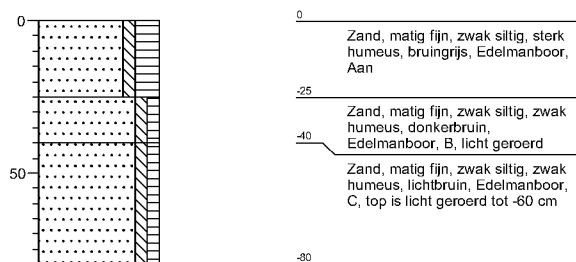 0
50
0
Zand, matig fijn, zwak siltig, sterk
humeus, bruingrijs, Edelmanboor,
Aan
-25
Zand, matig fijn, zwak siltig, zwak
humeus, donkerbruin,
Edelmanboor, B, licht geroerd
-40
Zand, matig fijn, zwak siltig, zwak
humeus, lichtbruin, Edelmanboor,
C, top is licht geroerd tot -60 cm
-80